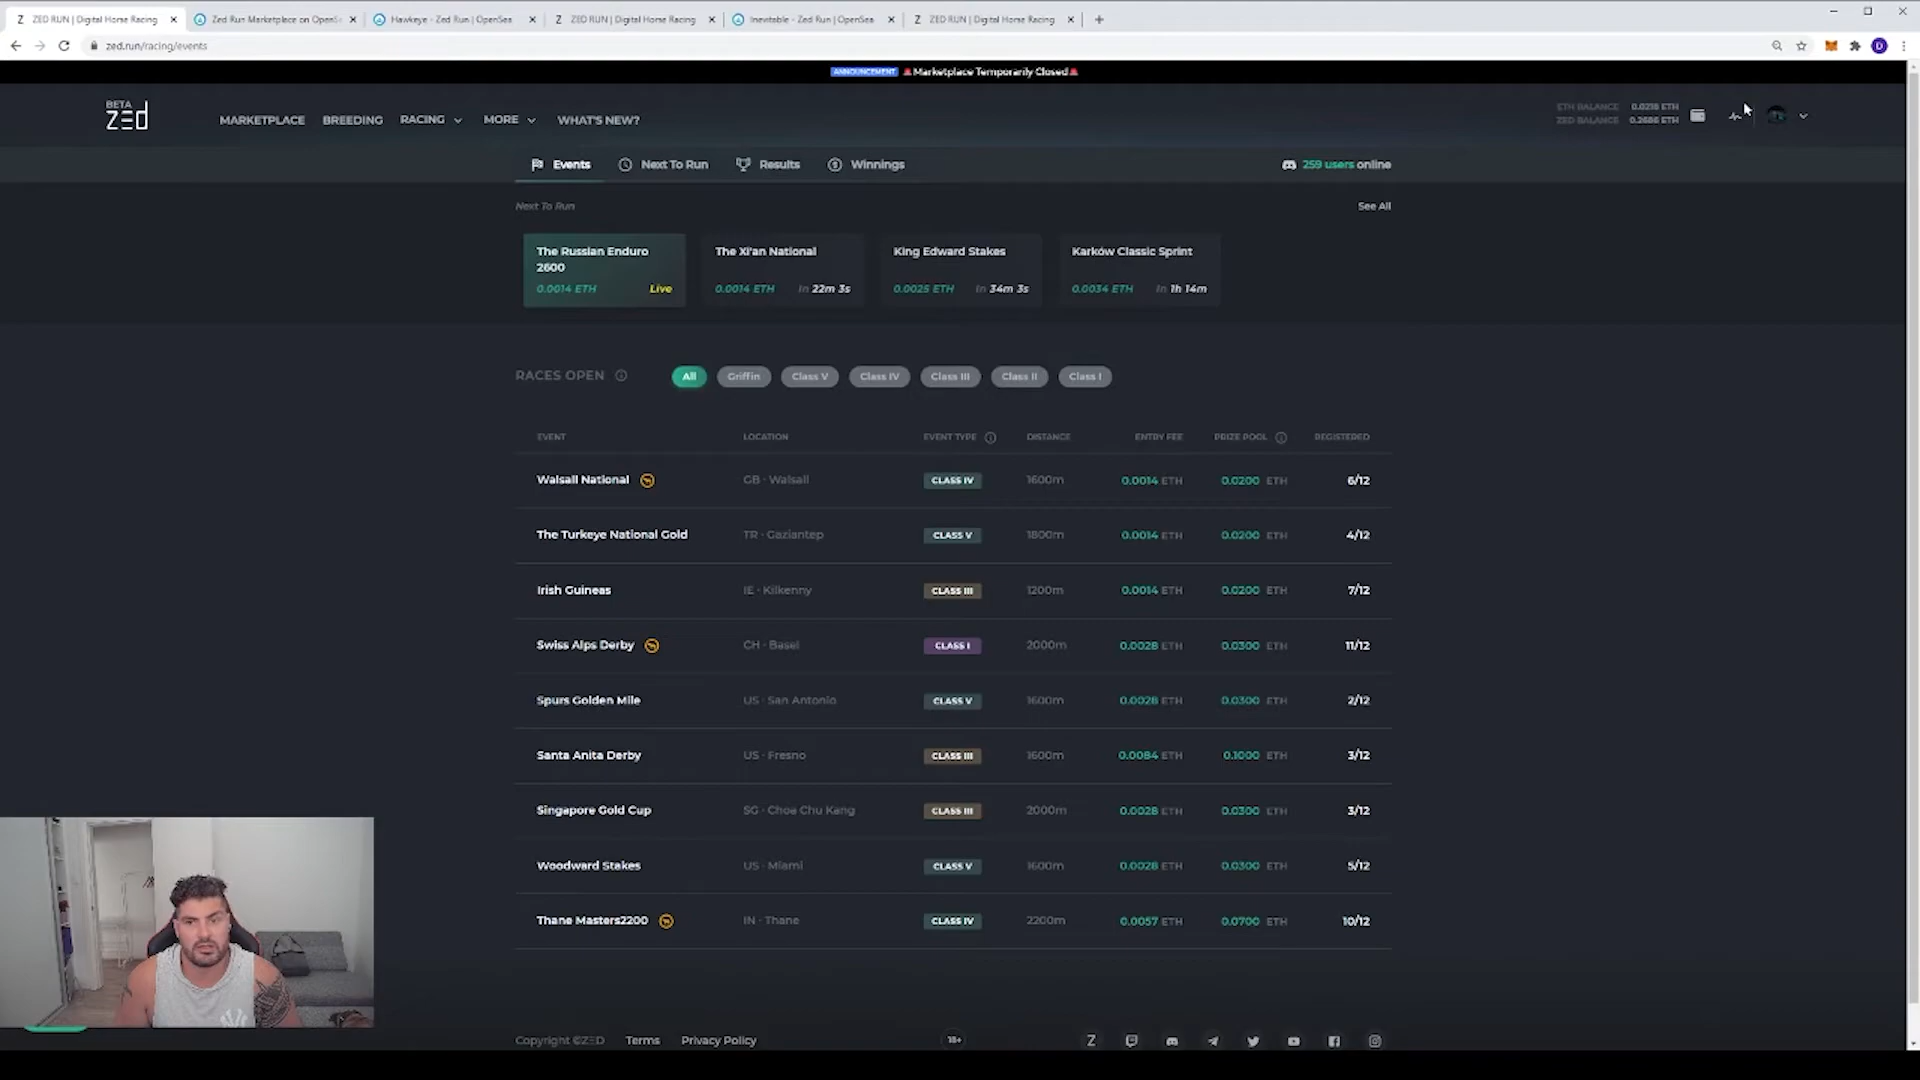 ZED RUN | Digital Horse Racing
Zed Run Marketplace on OpenSe
Hawkeye - Zed Run | OpenSea
ZED RUN | Digital Horse Racing
Inevitable - Zed Run | OpenSea
ZED RUN | Digital Horse Racing
zed.run/racing/events
D
ANNOUNCEMENT 🚨Marketplace Temporarily Closed🚨
BETA
zed
MARKETPLACE BREEDING RACING MORE WHAT'S NEW?
ETH BALANCE 0.0218 ETH
ZED BALANCE 0.2686 ETH
Events Next To Run Results Winnings 259 users online
Next To Run See All
The Russian Enduro
2600
0.0014 ETH Live
The Xi'an National
0.0014 ETH In 22m 3s
King Edward Stakes
0.0025 ETH In 34m 3s
Karków Classic Sprint
0.0034 ETH In 1h 14m
RACES OPEN All Griffin Class V Class IV Class III Class II Class I
EVENT LOCATION EVENT TYPE DISTANCE ENTRY FEE PRIZE POOL REGISTERED
Walsall National GB · Walsall CLASS IV 1600m 0.0014 ETH 0.0200 ETH 6/12
The Turkeye National Gold TR · Gaziantep CLASS V 1800m 0.0014 ETH 0.0200 ETH 4/12
Irish Guineas IE · Kilkenny CLASS III 1200m 0.0014 ETH 0.0200 ETH 7/12
Swiss Alps Derby CH · Basel CLASS I 2000m 0.0028 ETH 0.0300 ETH 11/12
Spurs Golden Mile US · San Antonio CLASS V 1600m 0.0028 ETH 0.0300 ETH 2/12
Santa Anita Derby US · Fresno CLASS III 1600m 0.0084 ETH 0.1000 ETH 3/12
Singapore Gold Cup SG · Choa Chu Kang CLASS III 2000m 0.0028 ETH 0.0300 ETH 3/12
Woodward Stakes US · Miami CLASS V 1600m 0.0028 ETH 0.0300 ETH 5/12
Thane Masters2200 IN · Thane CLASS IV 2200m 0.0057 ETH 0.0700 ETH 10/12
Copyright ©ZED Terms Privacy Policy 18+